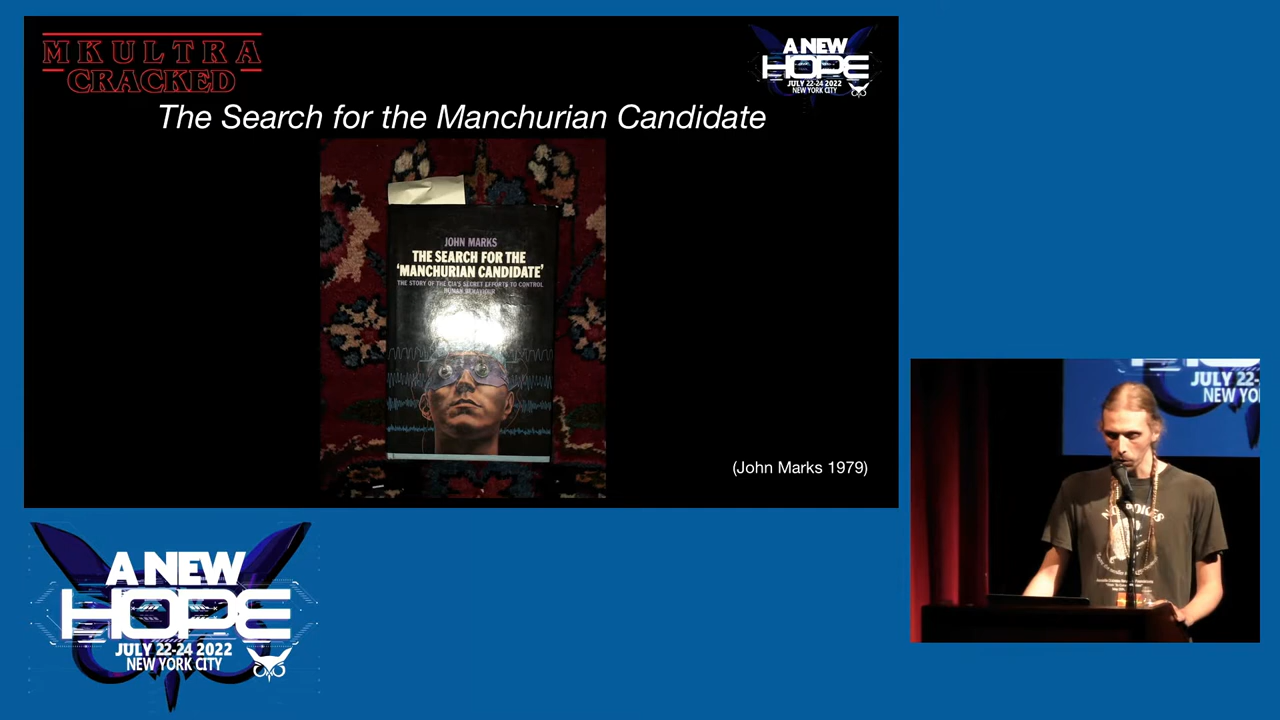 MKULTRA
CRACKED
A NEW
HOPE
JULY 22-24 2022
NEW YORK CITY
The Search for the Manchurian Candidate
JOHN MARKS
THE SEARCH FOR THE
'MANCHURIAN CANDIDATE'
THE STORY OF THE CIA'S SECRET EFFORTS TO CONTROL
HUMAN BEHAVIOUR
(John Marks 1979)
JULY 22-
NEW YO
A NEW
HOPE
JULY 22-24 2022
NEW YORK CITY